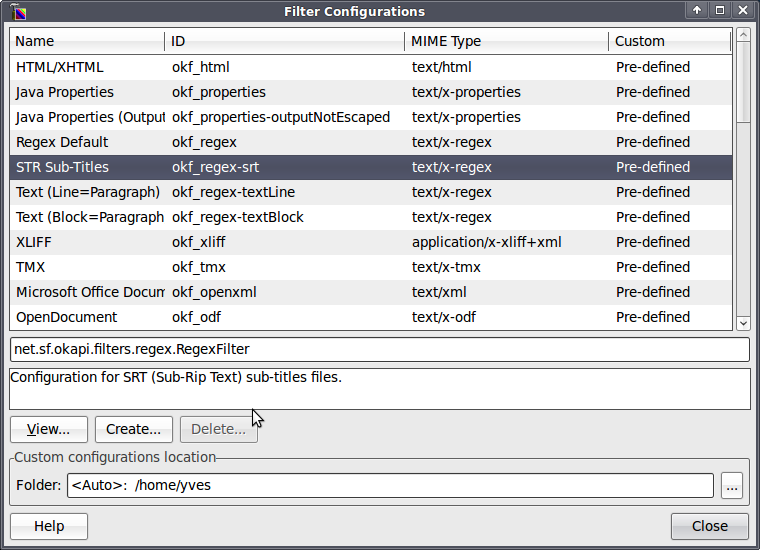 Filter Configurations
Name ID MIME Type Custom
HTML/XHTML okf_html text/html Pre-defined
Java Properties okf_properties text/x-properties Pre-defined
Java Properties (Output okf_properties-outputNotEscaped text/x-properties Pre-defined
Regex Default okf_regex text/x-regex Pre-defined
STR Sub-Titles okf_regex-srt text/x-regex Pre-defined
Text (Line=Paragraph) okf_regex-textLine text/x-regex Pre-defined
Text (Block=Paragraph okf_regex-textBlock text/x-regex Pre-defined
XLIFF okf_xliff application/x-xliff+xml Pre-defined
TMX okf_tmx text/x-tmx Pre-defined
Microsoft Office Docum okf_openxml text/xml Pre-defined
OpenDocument okf_odf text/x-odf Pre-defined
net.sf.okapi.filters.regex.RegexFilter
Configuration for SRT (Sub-Rip Text) sub-titles files.
View... Create... Delete...
Custom configurations location
Folder: <Auto>: /home/yves ...
Help Close